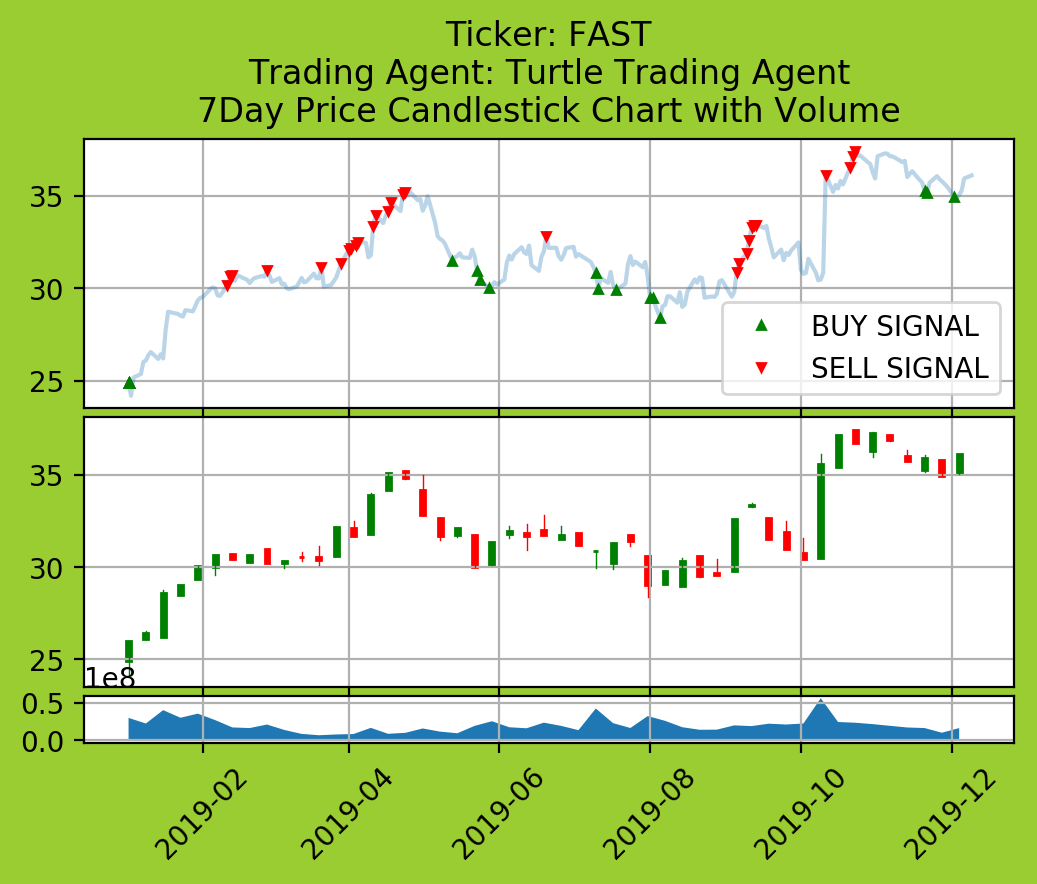 Ticker: FAST
Trading Agent: Turtle Trading Agent
7Day Price Candlestick Chart with Volume
35
30
25
BUY SIGNAL
SELL SIGNAL
35
30
25
1e8
0.5
0.0
2019-02
2019-04
2019-06
2019-08
2019-10
2019-12